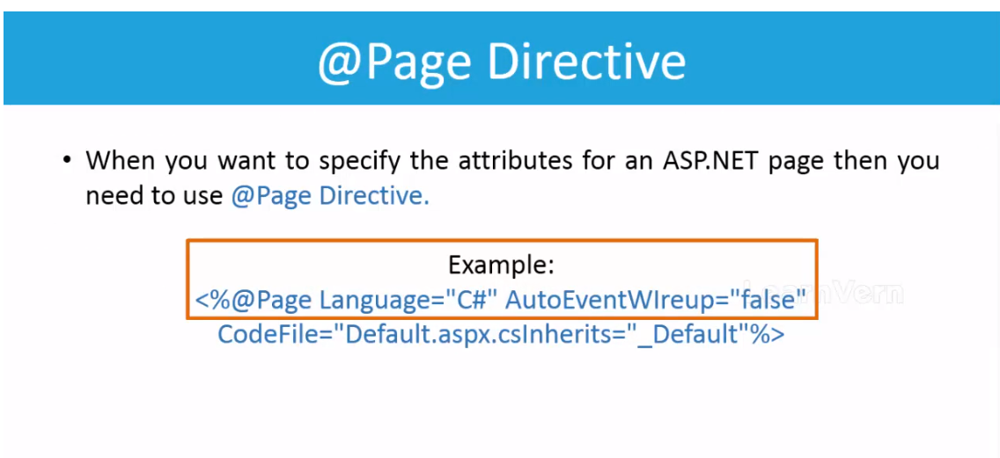 @Page Directive
• When you want to specify the attributes for an ASP.NET page then you
need to use @Page Directive.
Example:
<%@Page Language="C#" AutoEventWIreup="false"
LearnVern
CodeFile="Default.aspx.csInherits="_Default"%>